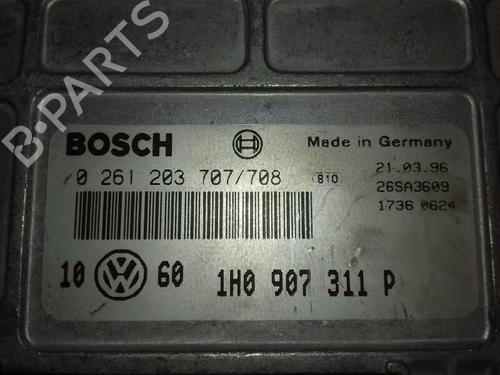 B-PARTS
BOSCH
Made in Germany
0 261 203 707/708
810
21.03.96
26SA3609
1736 0624
10 VW 60
1H0 907 311 P